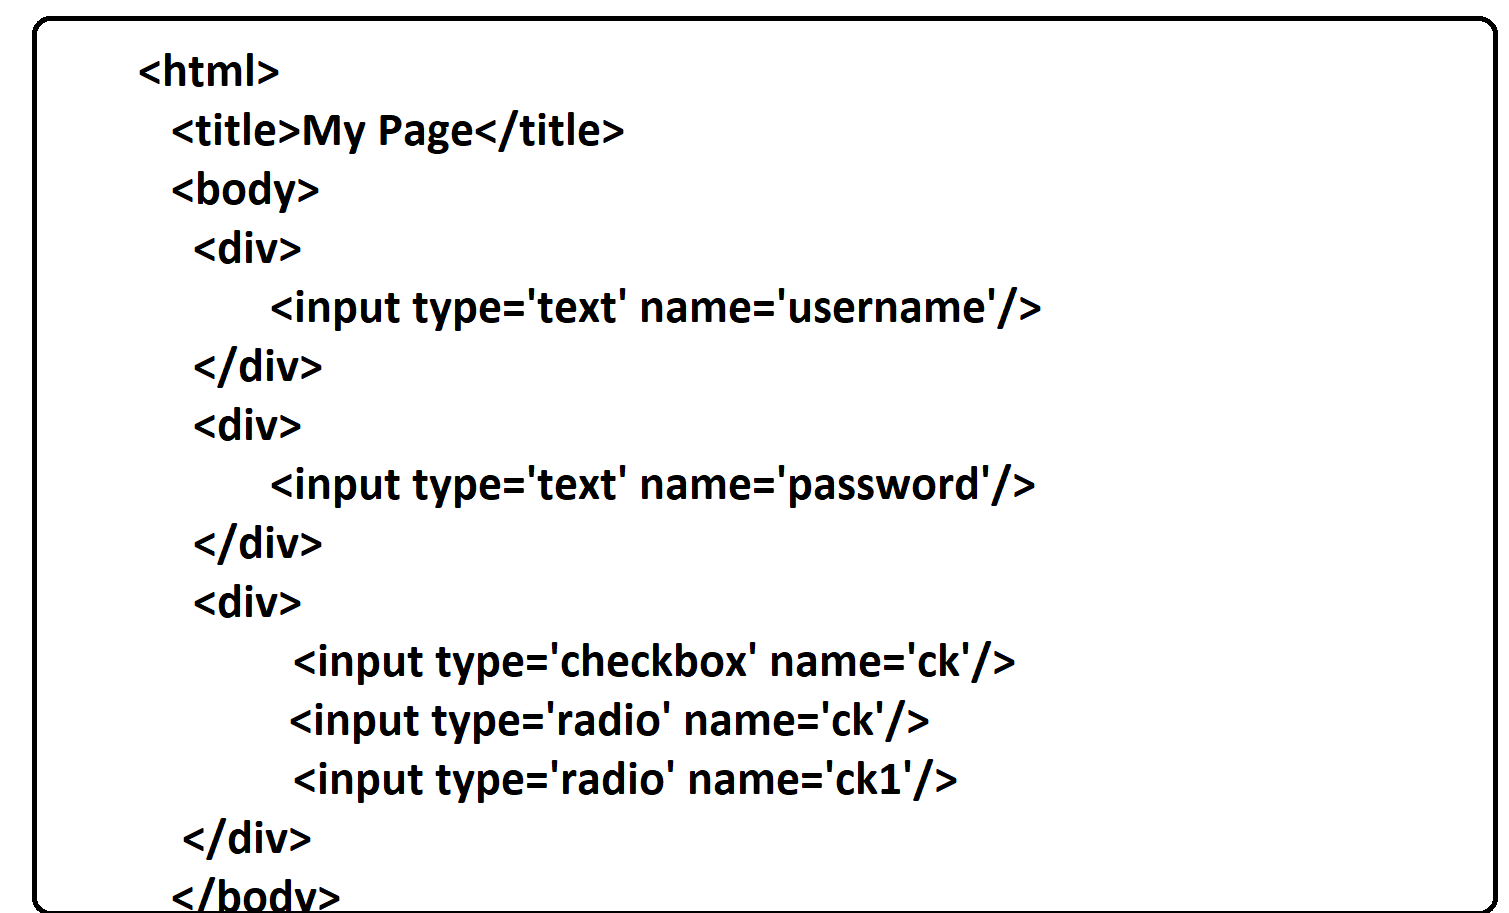 <html>
<title>My Page</title>
<body>
<div>
<input type='text' name='username'/>
</div>
<div>
<input type='text' name='password'/>
</div>
<div>
<input type='checkbox' name='ck'/>
<input type='radio' name='ck'/>
<input type='radio' name='ck1'/>
</div>
</body>